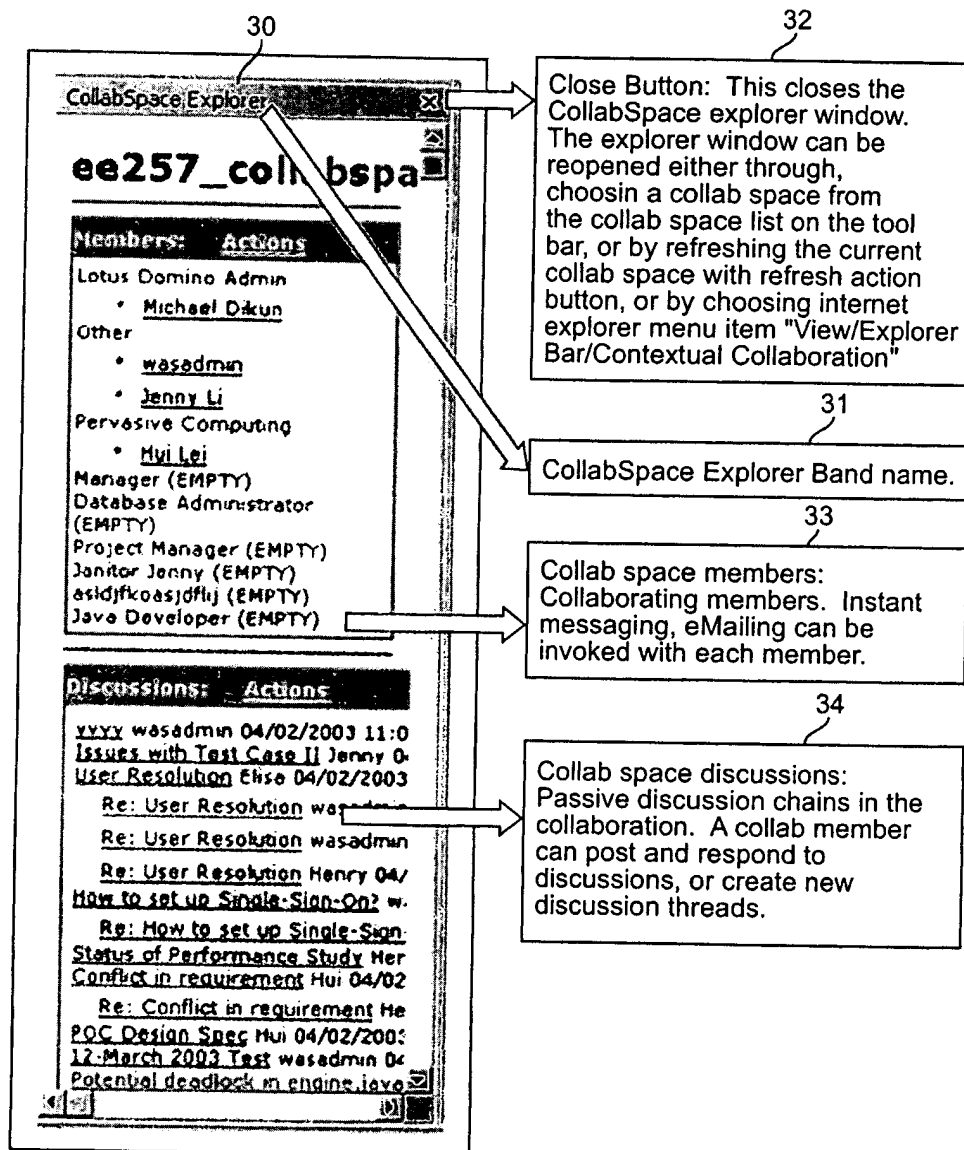 30
CollabSpace Explorer
ee257_collabspa
Members: Actions
Lotus Domino Admin
• Michael Dikun
Other
• wasadmin
• Jenny Li
Pervasive Computing
• Hui Lei
Manager (EMPTY)
Database Administrator
(EMPTY)
Project Manager (EMPTY)
Janitor Jenny (EMPTY)
Java Developer (EMPTY)
Discussions: Actions
yyyy wasadmin 04/02/2003 11:0
Issues with Test Case II Jenny 04
User Resolution Elisa 04/02/2003
Re: User Resolution
Re: User Resolution wasadmin
Re: User Resolution Henry 04/
How to set up Single-Sign-On? w
Re: How to set up Single-Sign-
Status of Performance Study Her
Conflict in requirement Hui 04/02
Re: Conflict in requirement He
POC Design Spec Hui 04/02/2003
12-March 2003 Test wasadmin 04
Potential deadlock in engine.java
32
Close Button: This closes the
CollabSpace explorer window.
The explorer window can be
reopened either through,
choosin a collab space from
the collab space list on the tool
bar, or by refreshing the current
collab space with refresh action
button, or by choosing internet
explorer menu item "View/Explorer
Bar/Contextual Collaboration"
31
CollabSpace Explorer Band name.
33
Collab space members:
Collaborating members. Instant
messaging, eMailing can be
invoked with each member.
34
Collab space discussions:
Passive discussion chains in the
collaboration. A collab member
can post and respond to
discussions, or create new
discussion threads.